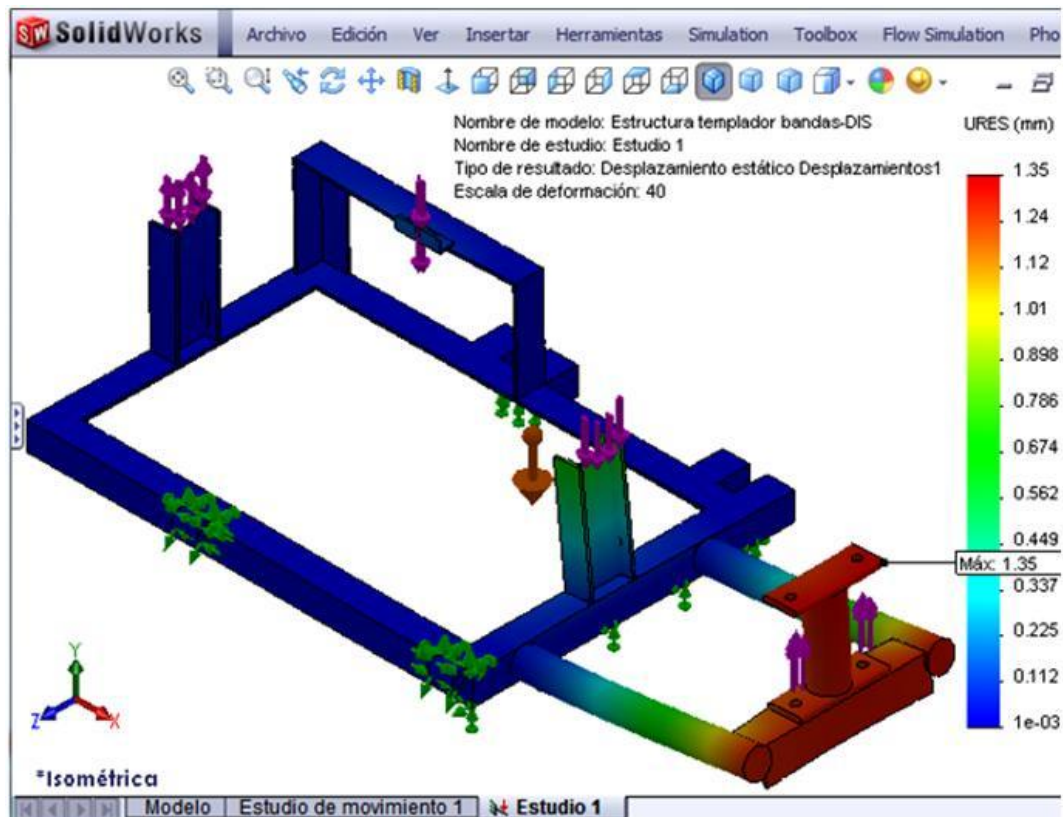 SolidWorks Archivo Edición Ver Insertar Herramientas Simulation Toolbox Flow Simulation Pho
Nombre de modelo: Estructura templador bandas-DIS
Nombre de estudio: Estudio 1
Tipo de resultado: Desplazamiento estático Desplazamientos1
Escala de deformación: 40
URES (mm)
1.35
1.24
1.12
1.01
0.898
0.786
0.674
0.562
0.449
Máx: 1.35
0.337
0.225
0.112
1e-03
Y
Z X
*Isométrica
Modelo Estudio de movimiento 1 Estudio 1